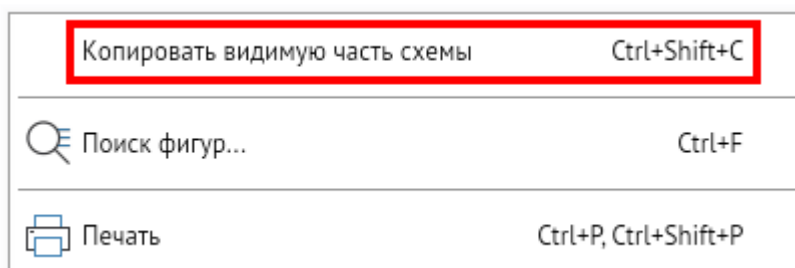 Копировать видимую часть схемы Ctrl+Shift+C
Поиск фигур... Ctrl+F
Печать Ctrl+P, Ctrl+Shift+P